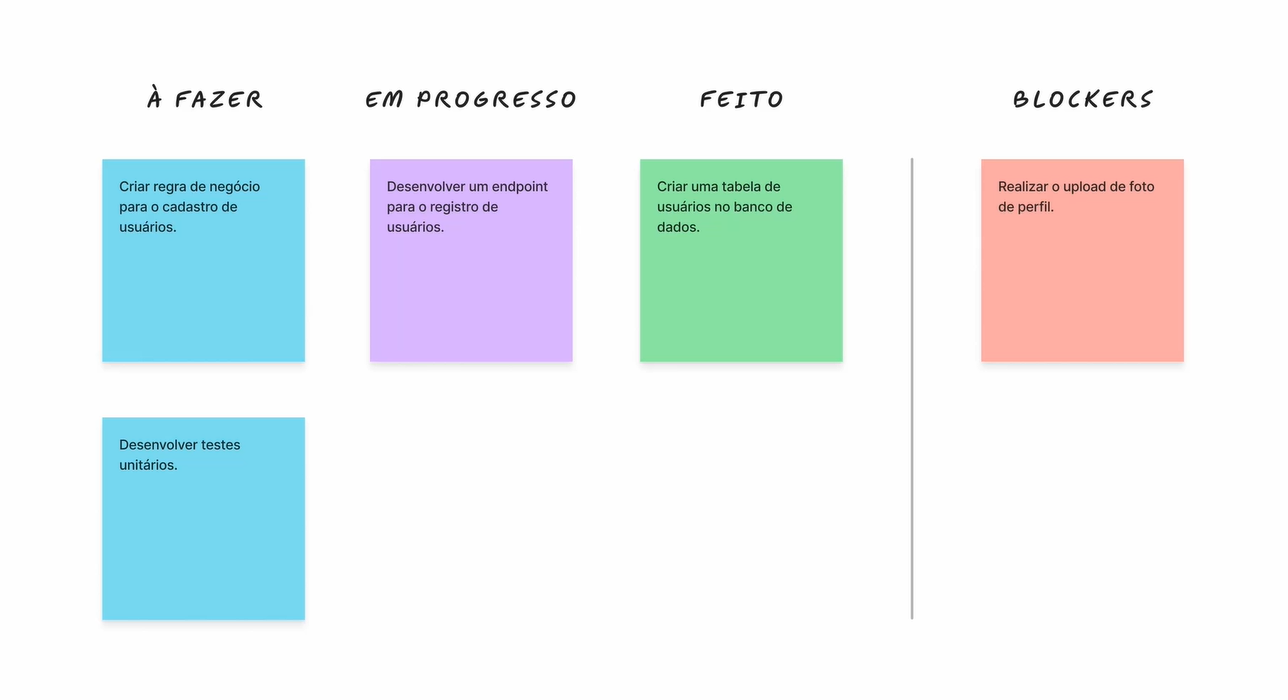 À FAZER
EM PROGRESSO
FEITO
BLOCKERS
Criar regra de negócio
para o cadastro de
usuários.
Desenvolver um endpoint
para o registro de
usuários.
Criar uma tabela de
usuários no banco de
dados.
Realizar o upload de foto
de perfil.
Desenvolver testes
unitários.